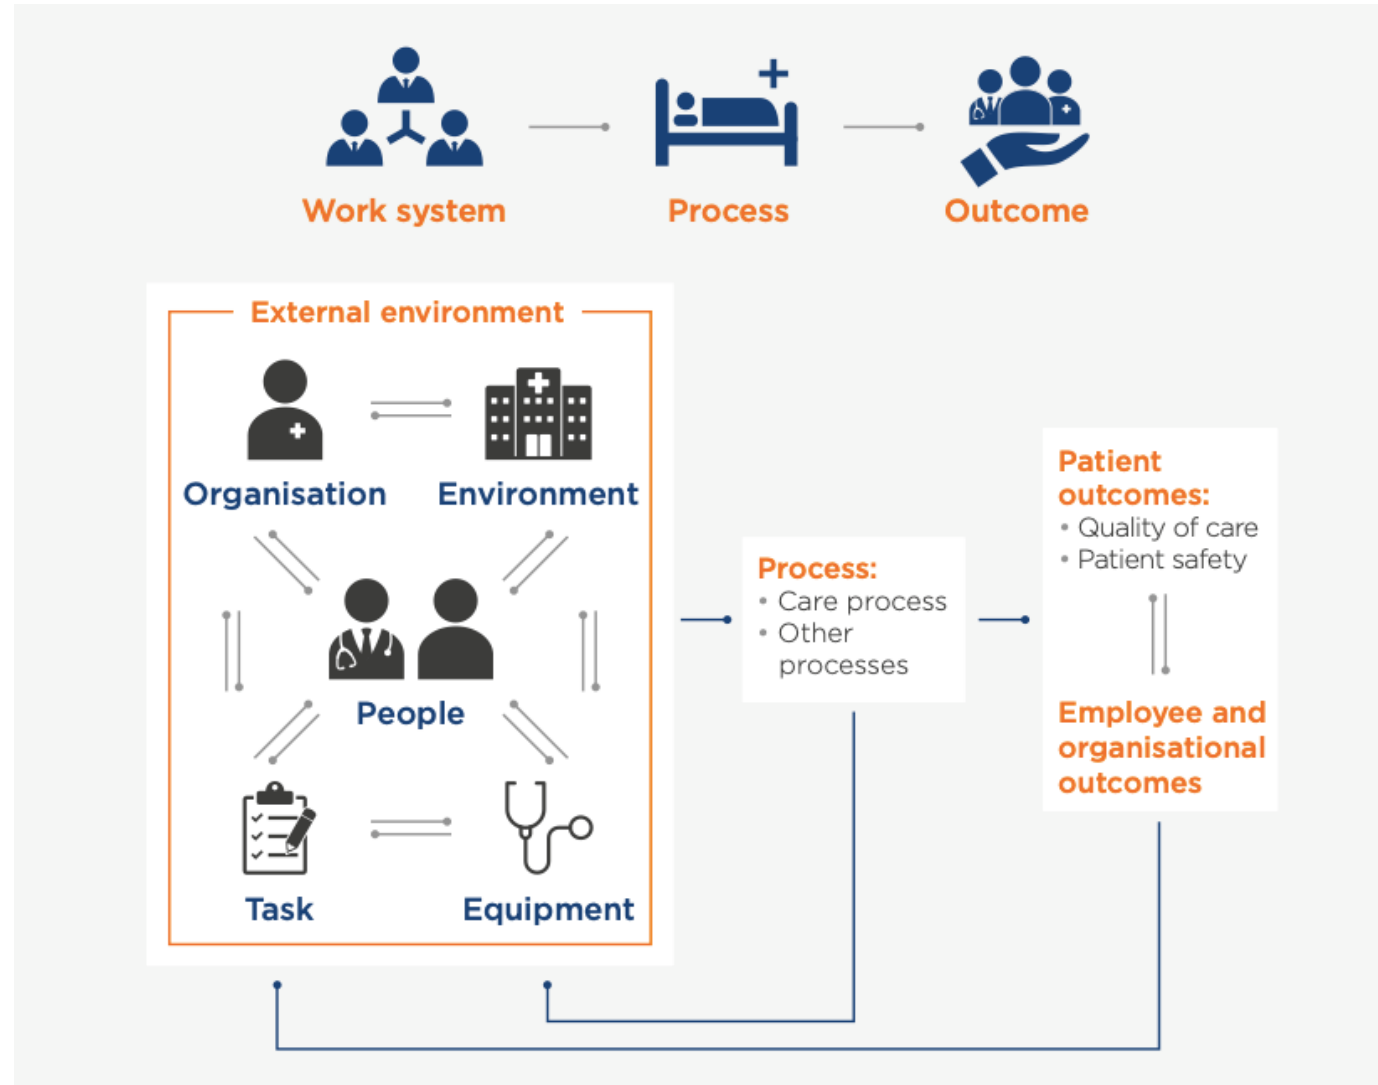 Work system
Process
Outcome
External environment
Organisation
Environment
People
Task
Equipment
Process:
• Care process
• Other
processes
Patient
outcomes:
• Quality of care
• Patient safety
Employee and
organisational
outcomes